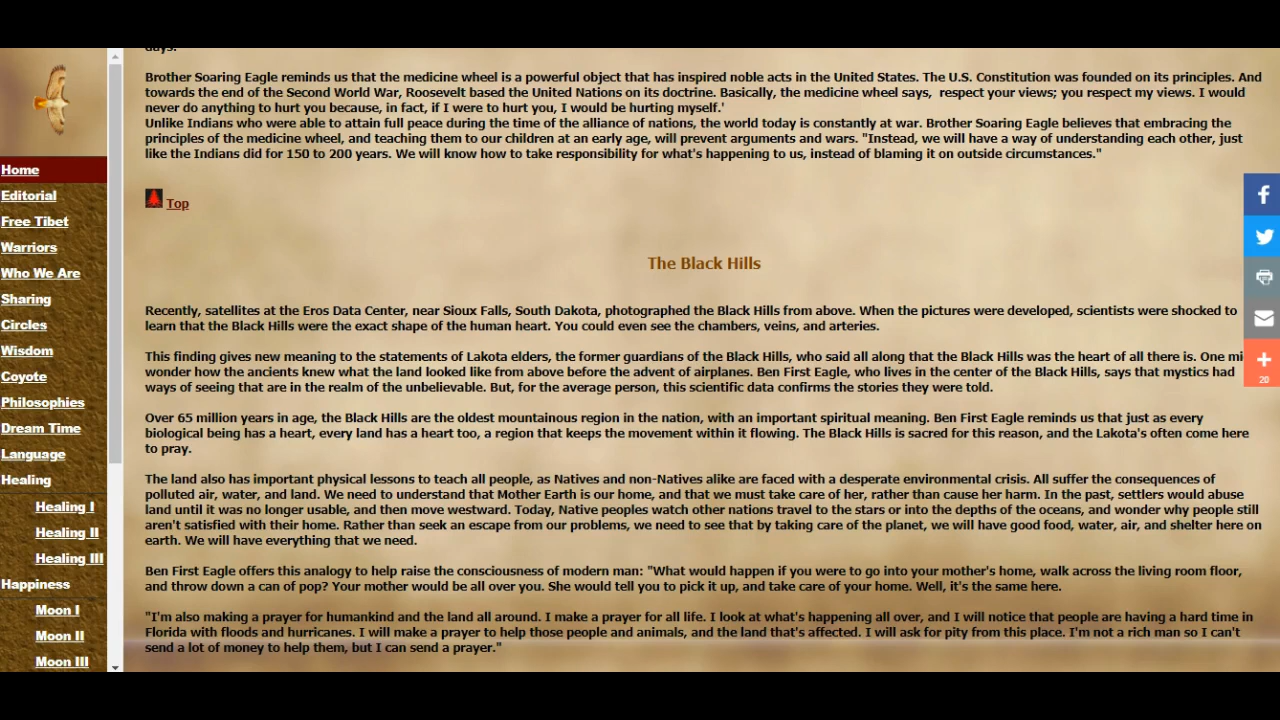 days.
Brother Soaring Eagle reminds us that the medicine wheel is a powerful object that has inspired noble acts in the United States. The U.S. Constitution was founded on its principles. And
towards the end of the Second World War, Roosevelt based the United Nations on its doctrine. Basically, the medicine wheel says,  respect your views; you respect my views. I would
never do anything to hurt you because, in fact, if I were to hurt you, I would be hurting myself.'
Unlike Indians who were able to attain full peace during the time of the alliance of nations, the world today is constantly at war. Brother Soaring Eagle believes that embracing the
principles of the medicine wheel, and teaching them to our children at an early age, will prevent arguments and wars. "Instead, we will have a way of understanding each other, just
like the Indians did for 150 to 200 years. We will know how to take responsibility for what's happening to us, instead of blaming it on outside circumstances."
Top
The Black Hills
Recently, satellites at the Eros Data Center, near Sioux Falls, South Dakota, photographed the Black Hills from above. When the pictures were developed, scientists were shocked to
learn that the Black Hills were the exact shape of the human heart. You could even see the chambers, veins, and arteries.
This finding gives new meaning to the statements of Lakota elders, the former guardians of the Black Hills, who said all along that the Black Hills was the heart of all there is. One mi
wonder how the ancients knew what the land looked like from above before the advent of airplanes. Ben First Eagle, who lives in the center of the Black Hills, says that mystics had
ways of seeing that are in the realm of the unbelievable. But, for the average person, this scientific data confirms the stories they were told.
Over 65 million years in age, the Black Hills are the oldest mountainous region in the nation, with an important spiritual meaning. Ben First Eagle reminds us that just as every
biological being has a heart, every land has a heart too, a region that keeps the movement within it flowing. The Black Hills is sacred for this reason, and the Lakota's often come here
to pray.
The land also has important physical lessons to teach all people, as Natives and non-Natives alike are faced with a desperate environmental crisis. All suffer the consequences of
polluted air, water, and land. We need to understand that Mother Earth is our home, and that we must take care of her, rather than cause her harm. In the past, settlers would abuse
land until it was no longer usable, and then move westward. Today, Native peoples watch other nations travel to the stars or into the depths of the oceans, and wonder why people still
aren't satisfied with their home. Rather than seek an escape from our problems, we need to see that by taking care of the planet, we will have good food, water, air, and shelter here on
earth. We will have everything that we need.
Ben First Eagle offers this analogy to help raise the consciousness of modern man: "What would happen if you were to go into your mother's home, walk across the living room floor,
and throw down a can of pop? Your mother would be all over you. She would tell you to pick it up, and take care of your home. Well, it's the same here.
"I'm also making a prayer for humankind and the land all around. I make a prayer for all life. I look at what's happening all over, and I will notice that people are having a hard time in
Florida with floods and hurricanes. I will make a prayer to help those people and animals, and the land that's affected. I will ask for pity from this place. I'm not a rich man so I can't
send a lot of money to help them, but I can send a prayer."
Home
Editorial
Free Tibet
Warriors
Who We Are
Sharing
Circles
Wisdom
Coyote
Philosophies
Dream Time
Language
Healing
Healing I
Healing II
Healing III
Happiness
Moon I
Moon II
Moon III
20